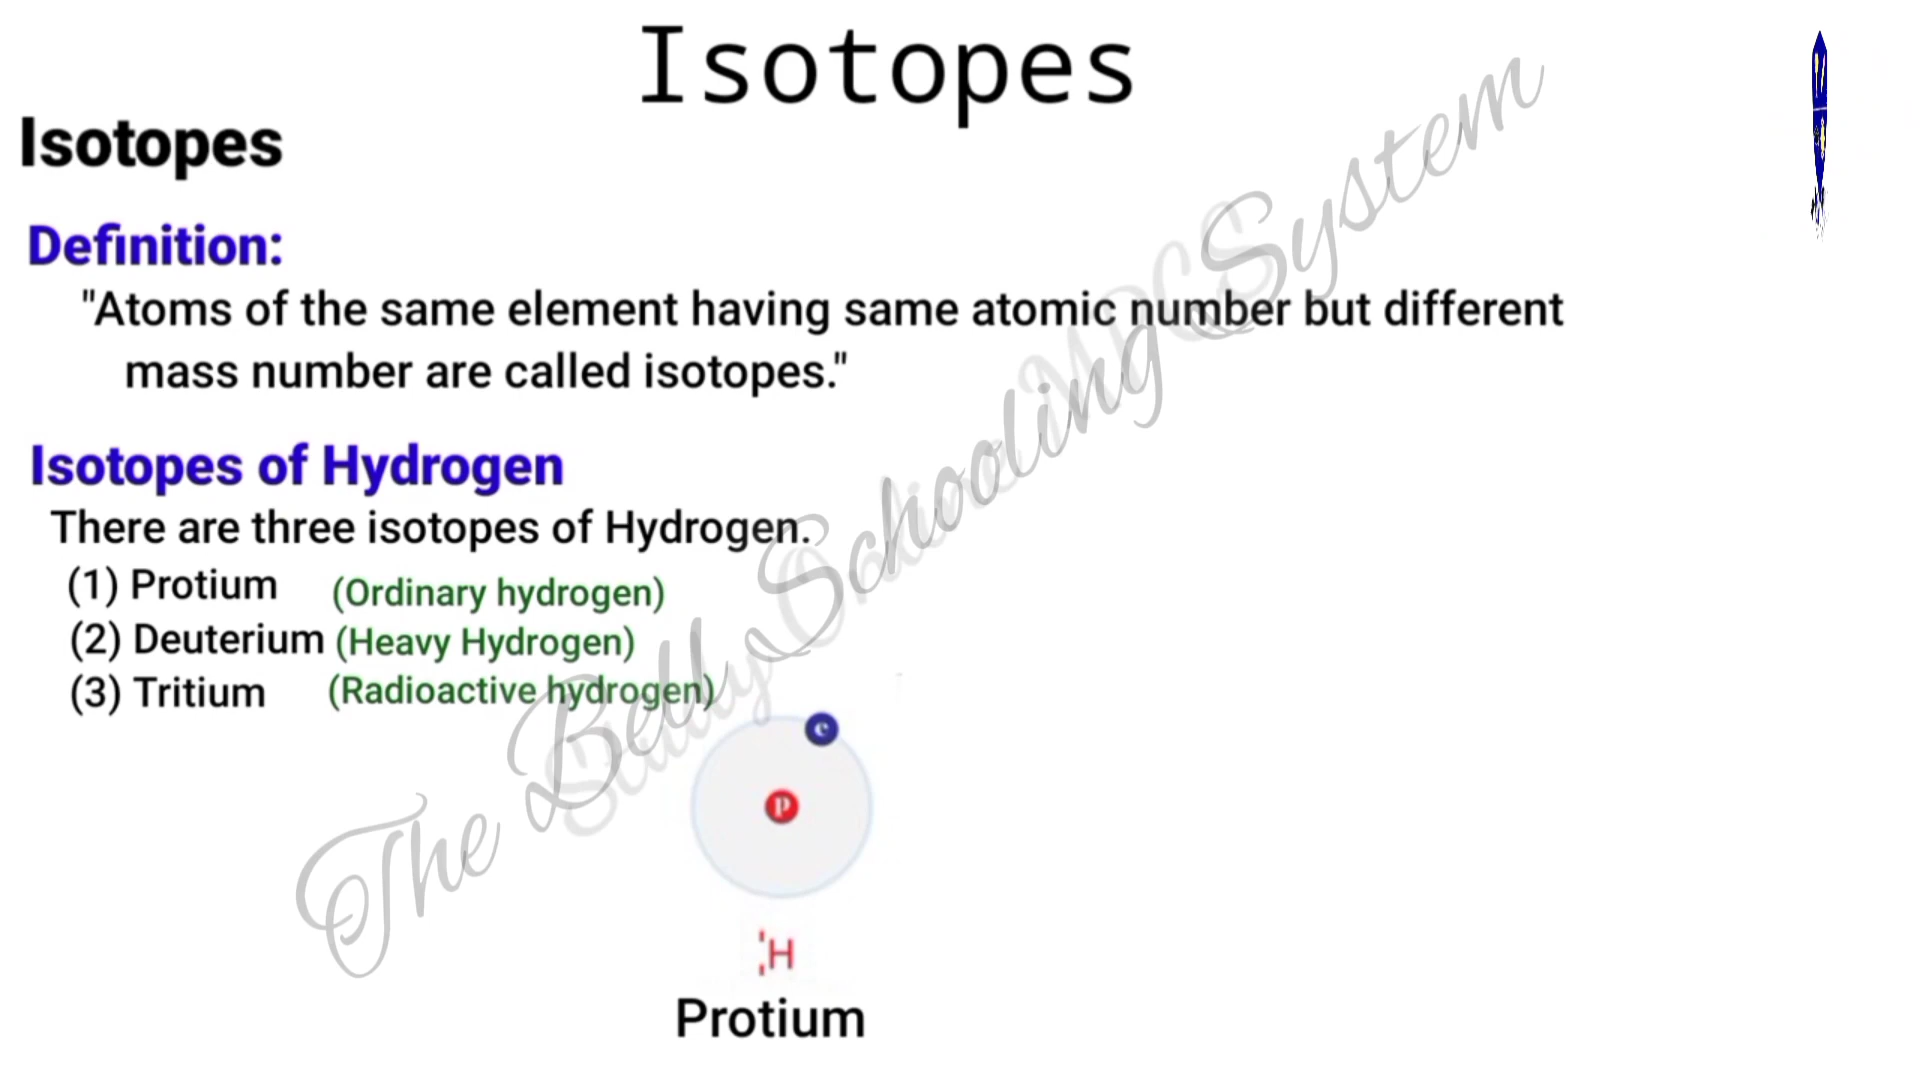 Isotopes
Isotopes
Definition:
"Atoms of the same element having same atomic number but different
mass number are called isotopes."
Isotopes of Hydrogen
There are three isotopes of Hydrogen.
(1) Protium (Ordinary hydrogen)
(2) Deuterium (Heavy Hydrogen)
(3) Tritium (Radioactive hydrogen)
e
p
H
Protium
The Belly Schooling System